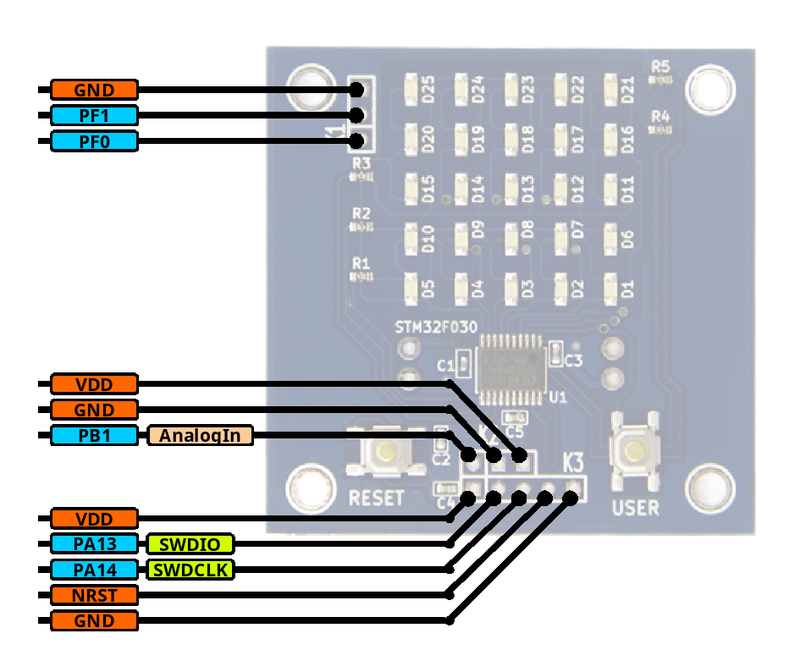 GND
PF1
PF0
K1
D25 D24 D23 D22 D21
R5
R4
D20 D19 D18 D17 D16
R3
D15 D14 D13 D12 D11
R2
D10 D9 D8 D7 D6
R1
D5 D4 D3 D2 D1
STM32F030
C1
C3
U1
VDD
GND
PB1 AnalogIn
C5
C2
K3
C4
RESET
USER
VDD
PA13 SWDIO
PA14 SWDCLK
NRST
GND